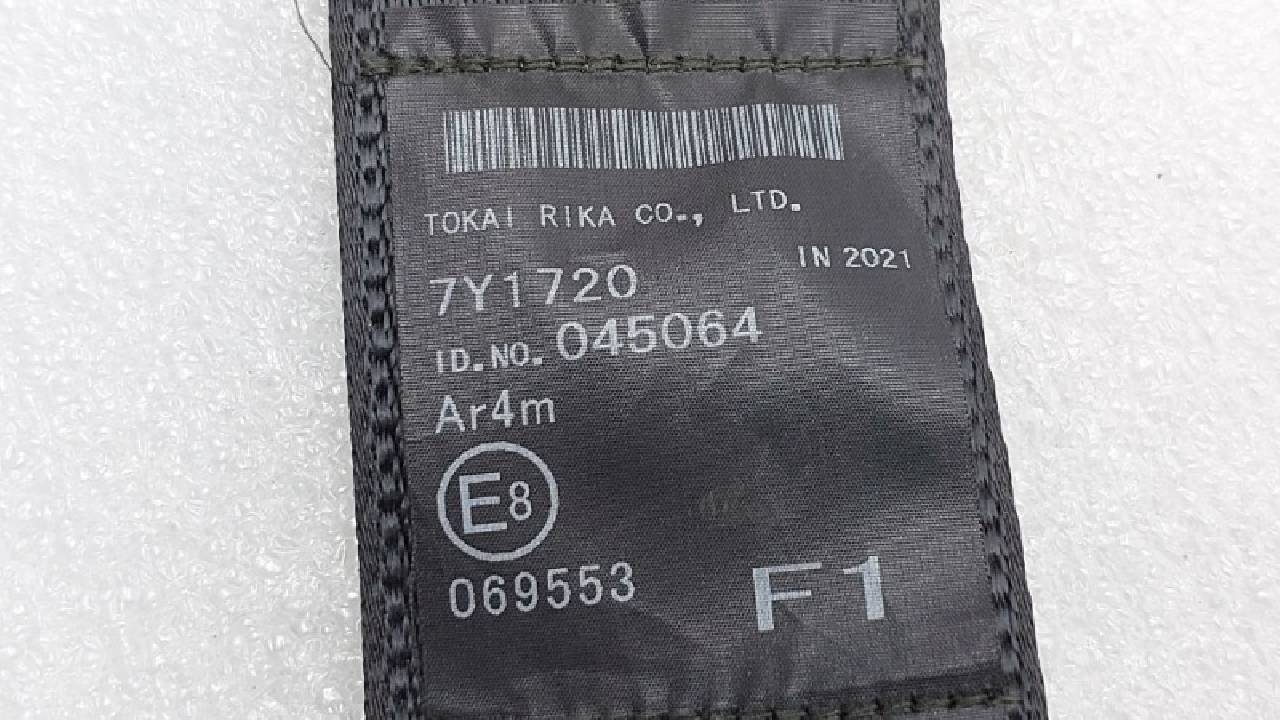 TOKAI RIKA CO., LTD.
IN 2021
7Y1720
ID.NO. 045064
Ar4m
E8
069553
F1